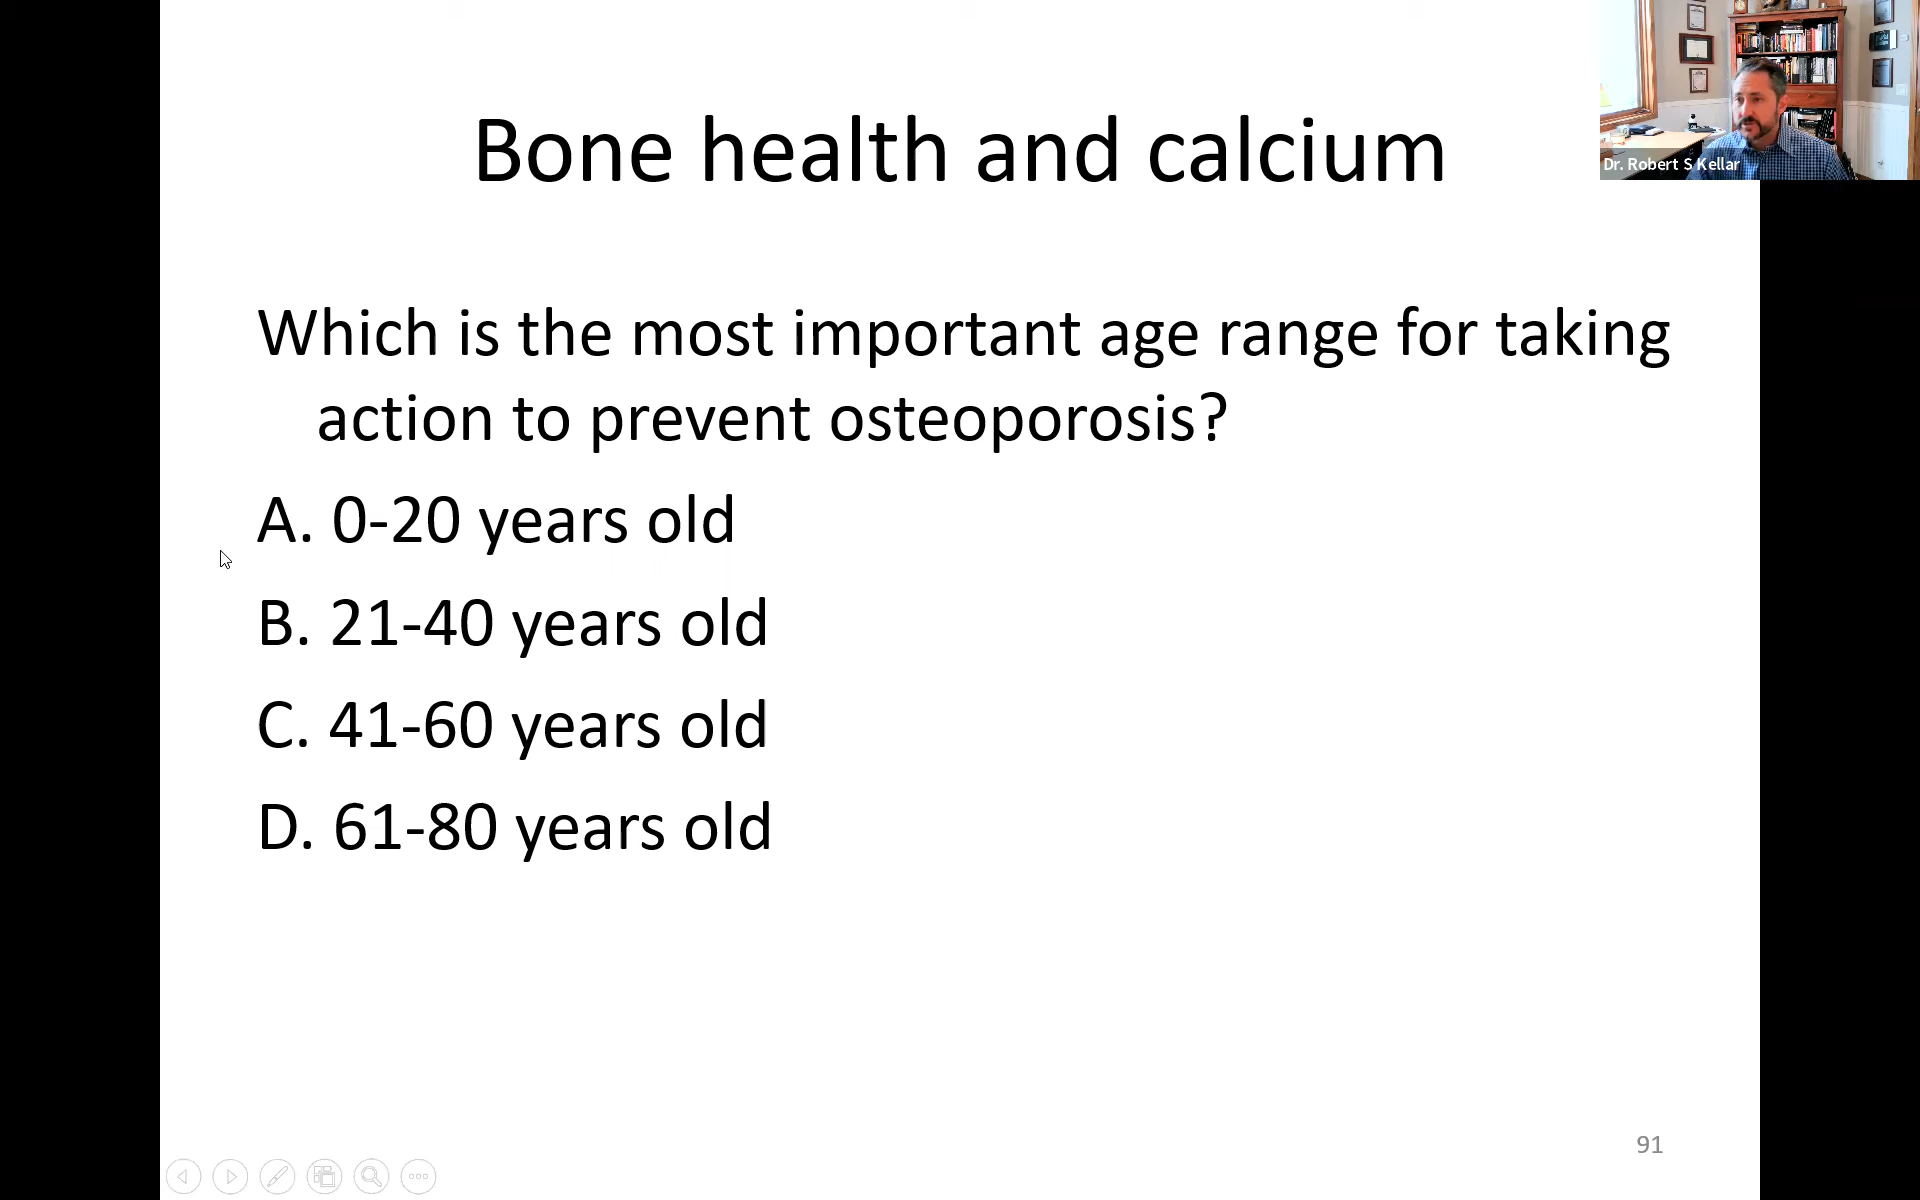 Bone health and calcium
Dr. Robert S Kellar
Which is the most important age range for taking
action to prevent osteoporosis?
A. 0-20 years old
B. 21-40 years old
C. 41-60 years old
D. 61-80 years old
91